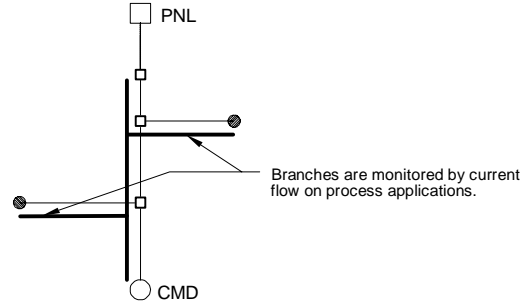 PNL
Branches are monitored by current
flow on process applications.
CMD